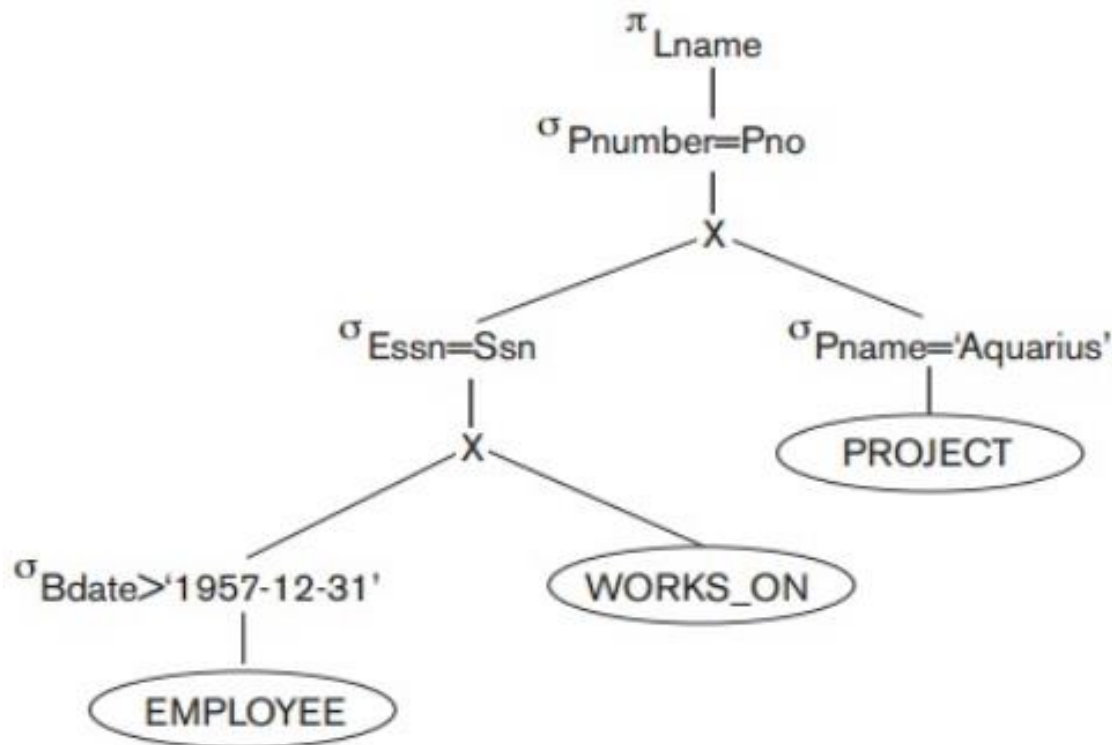 π Lname
σ Pnumber=Pno
X
σ Essn=Ssn
σ Pname='Aquarius'
X
PROJECT
σ Bdate>'1957-12-31'
WORKS_ON
EMPLOYEE